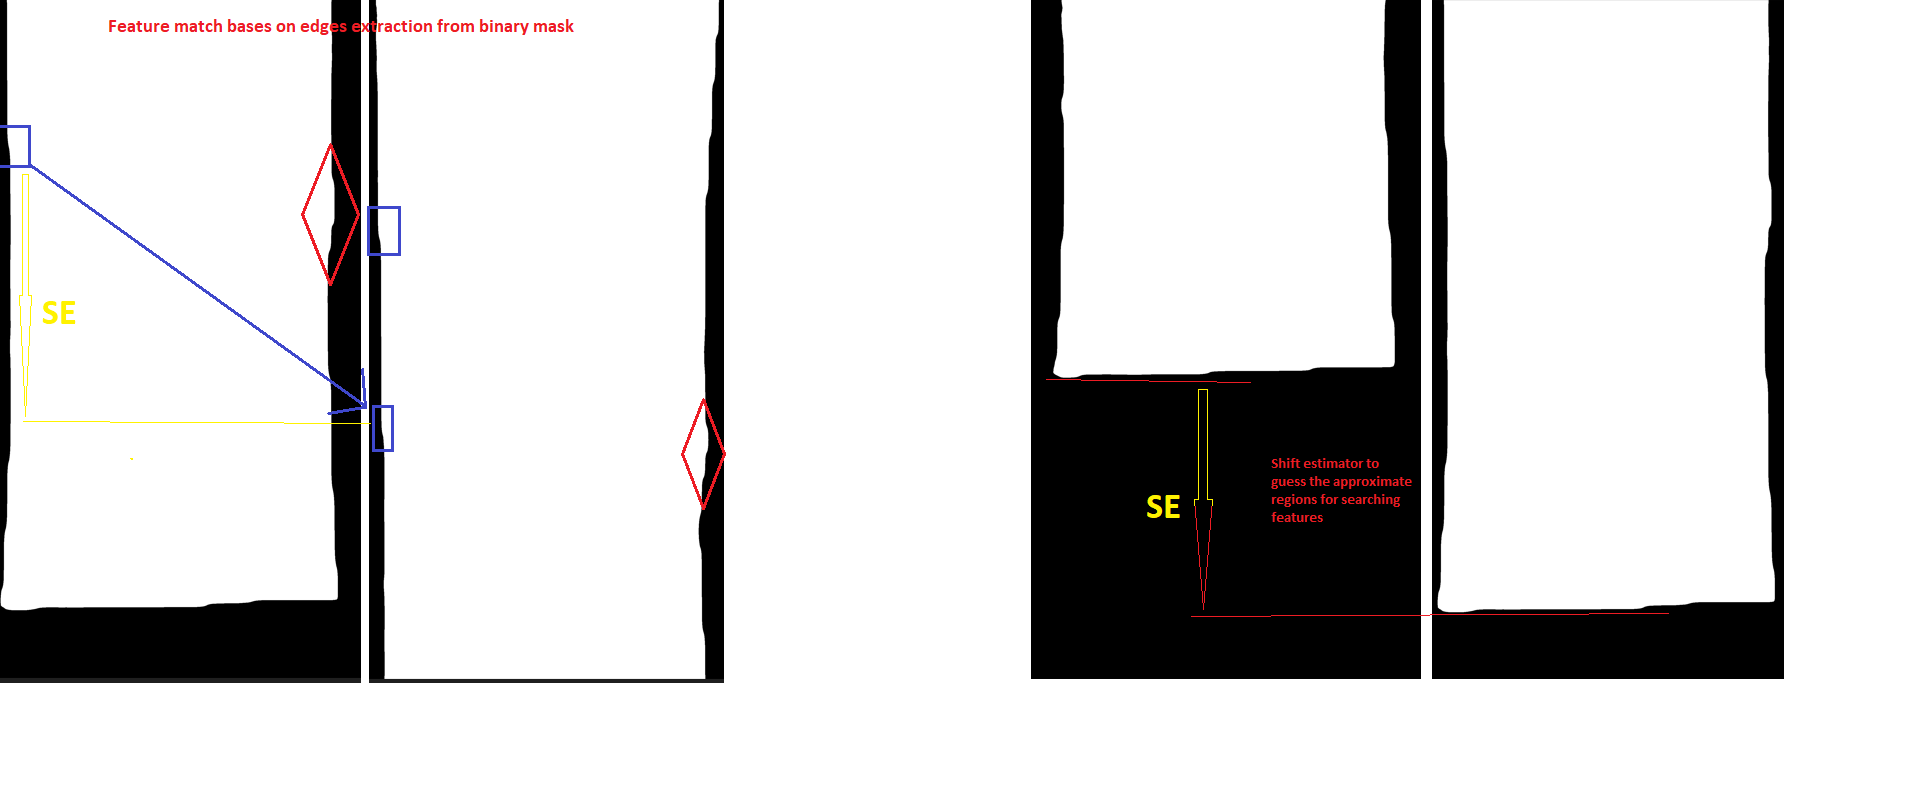 Feature match bases on edges extraction from binary mask
SE
SE
Shift estimator to
guess the approximate
regions for searching
features